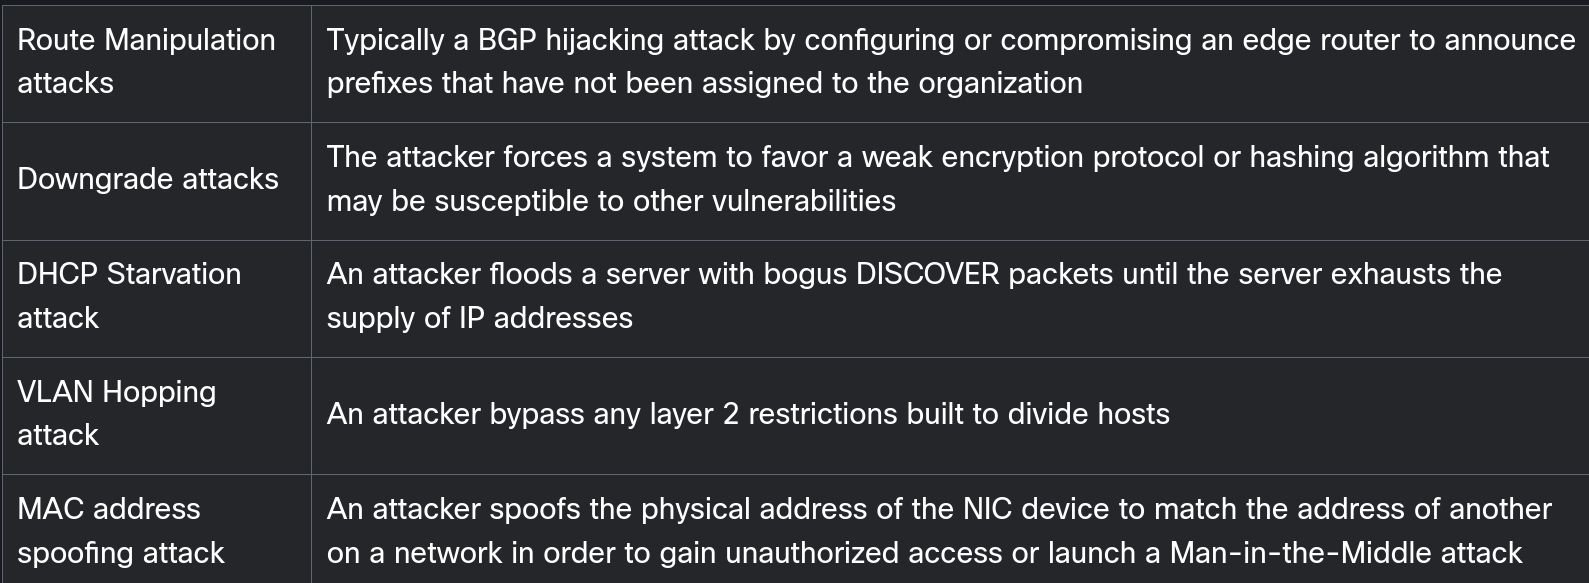 Route Manipulation
attacks
Typically a BGP hijacking attack by configuring or compromising an edge router to announce
prefixes that have not been assigned to the organization
Downgrade attacks
The attacker forces a system to favor a weak encryption protocol or hashing algorithm that
may be susceptible to other vulnerabilities
DHCP Starvation
attack
An attacker floods a server with bogus DISCOVER packets until the server exhausts the
supply of IP addresses
VLAN Hopping
attack
An attacker bypass any layer 2 restrictions built to divide hosts
MAC address
spoofing attack
An attacker spoofs the physical address of the NIC device to match the address of another
on a network in order to gain unauthorized access or launch a Man-in-the-Middle attack